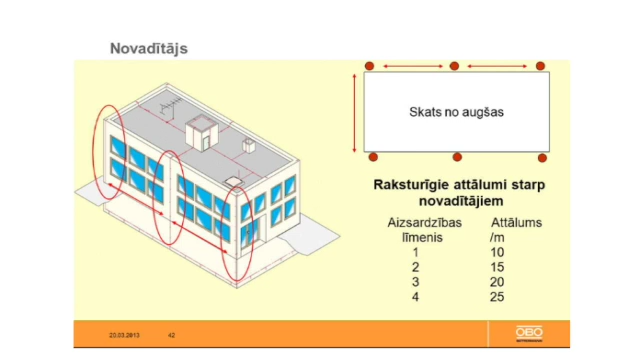 Novadītājs
Skats no augšas
Raksturīgie attālumi starp
novadītājiem
Aizsardzības Attālums
līmenis /m
1 10
2 15
3 20
4 25
20.03.2013 42
OBO